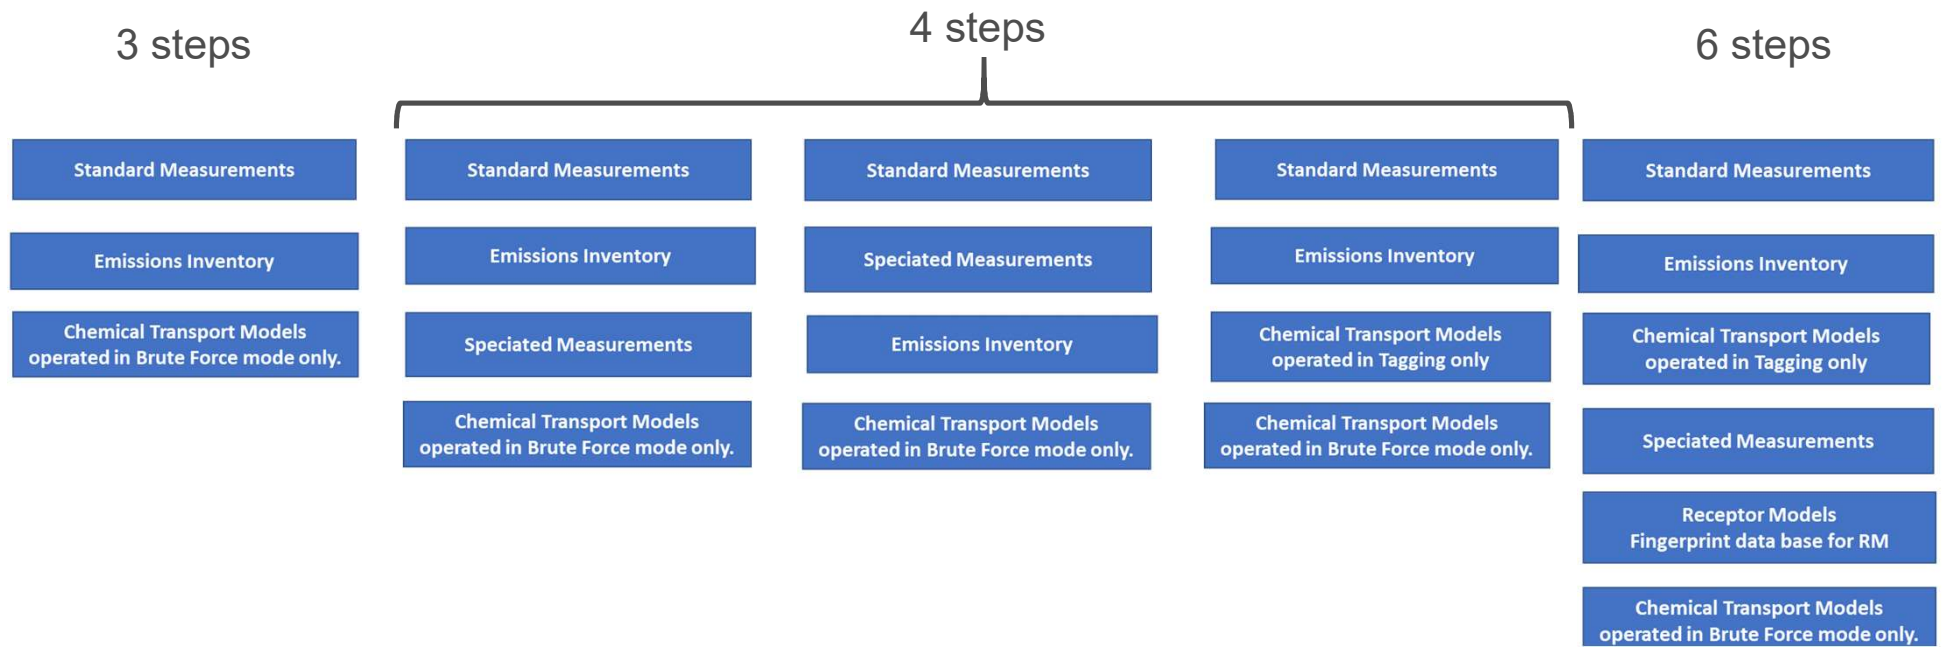 3 steps
4 steps
6 steps
Standard Measurements
Emissions Inventory
Chemical Transport Models
operated in Brute Force mode only.
Standard Measurements
Emissions Inventory
Speciated Measurements
Chemical Transport Models
operated in Brute Force mode only.
Standard Measurements
Speciated Measurements
Emissions Inventory
Chemical Transport Models
operated in Brute Force mode only.
Standard Measurements
Emissions Inventory
Chemical Transport Models
operated in Tagging only
Chemical Transport Models
operated in Brute Force mode only.
Standard Measurements
Emissions Inventory
Chemical Transport Models
operated in Tagging only
Speciated Measurements
Receptor Models
Fingerprint data base for RM
Chemical Transport Models
operated in Brute Force mode only.